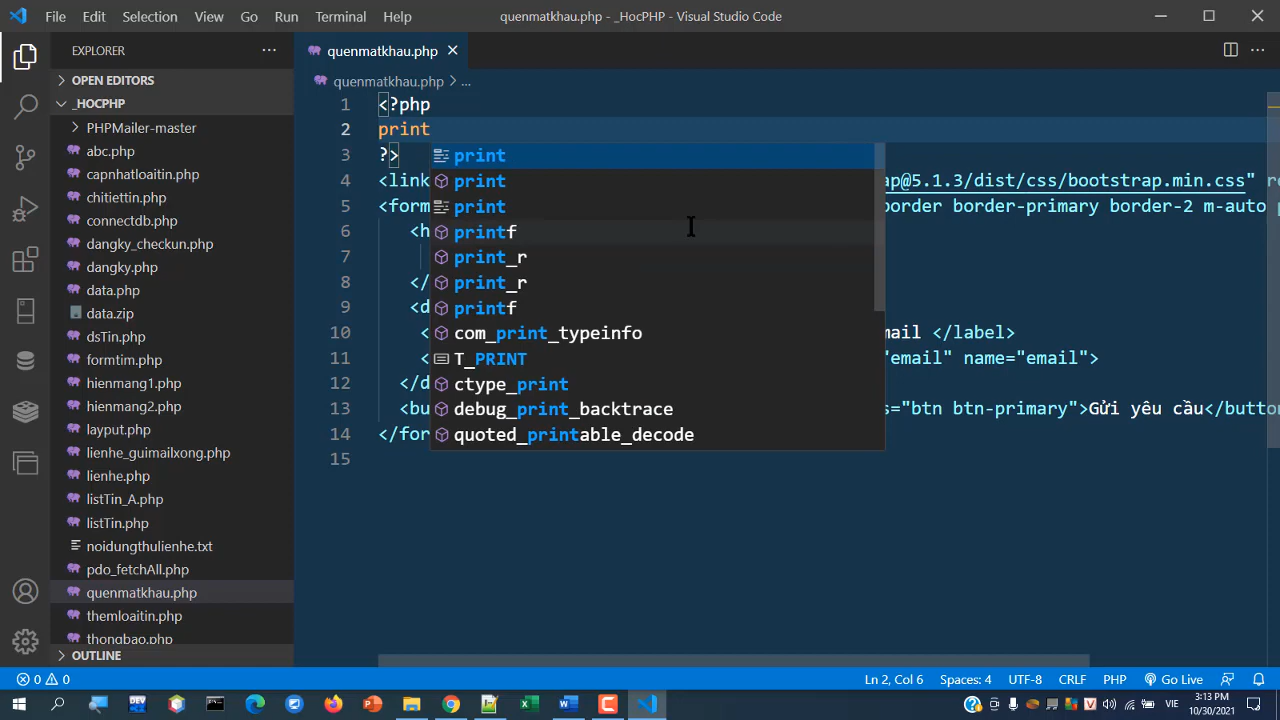 File Edit Selection View Go Run Terminal Help
quenmatkhau.php - _HocPHP - Visual Studio Code
EXPLORER
OPEN EDITORS
_HOCPHP
PHPMailer-master
abc.php
capnhatloaitin.php
chitiettin.php
connectdb.php
dangky_checkun.php
dangky.php
data.php
data.zip
dsTin.php
formtim.php
hienmang1.php
hienmang2.php
layput.php
lienhe_guimailxong.php
lienhe.php
listTin_A.php
listTin.php
noidungthulienhe.txt
pdo_fetchAll.php
quenmatkhau.php
themloaitin.php
thongbao.php
OUTLINE
quenmatkhau.php
quenmatkhau.php > ...
1 <?php
2 print
3 ?>
4 <link ap@5.1.3/dist/css/bootstrap.min.css" re
5 <form border border-primary border-2 m-auto p
6 <h
7
8 </
9 <d
10 < mail </label>
11 < "email" name="email">
12 </d
13 <bu s="btn btn-primary">Gửi yêu cầu</button
14 </for
15
print
print
print
printf
print_r
print_r
printf
com_print_typeinfo
T_PRINT
ctype_print
debug_print_backtrace
quoted_printable_decode
0 0
Ln 2, Col 6 Spaces: 4 UTF-8 CRLF PHP Go Live
VIE
3:13 PM
10/30/2021